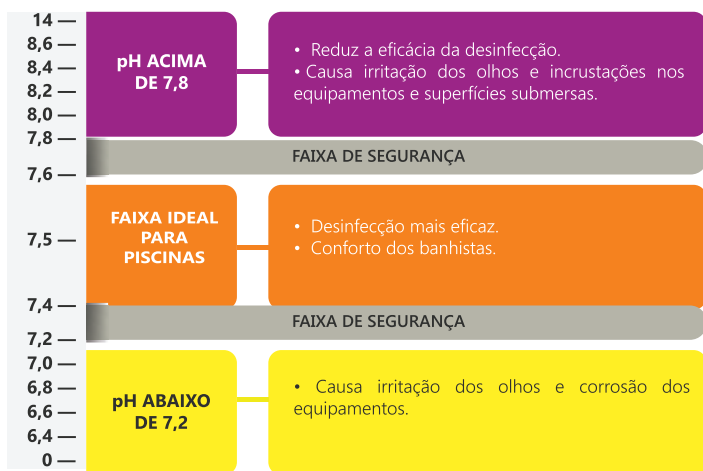 14 —
8,6 —
8,4 —
8,2 —
8,0 —
7,8 —
7,6 —
7,5 —
7,4 —
7,2 —
7,0 —
6,8 —
6,6 —
6,4 —
0 —
pH ACIMA
DE 7,8
• Reduz a eficácia da desinfecção.
• Causa irritação dos olhos e incrustações nos
equipamentos e superfícies submersas.
FAIXA DE SEGURANÇA
FAIXA IDEAL
PARA
PISCINAS
• Desinfecção mais eficaz.
• Conforto dos banhistas.
FAIXA DE SEGURANÇA
pH ABAIXO
DE 7,2
• Causa irritação dos olhos e corrosão dos
equipamentos.